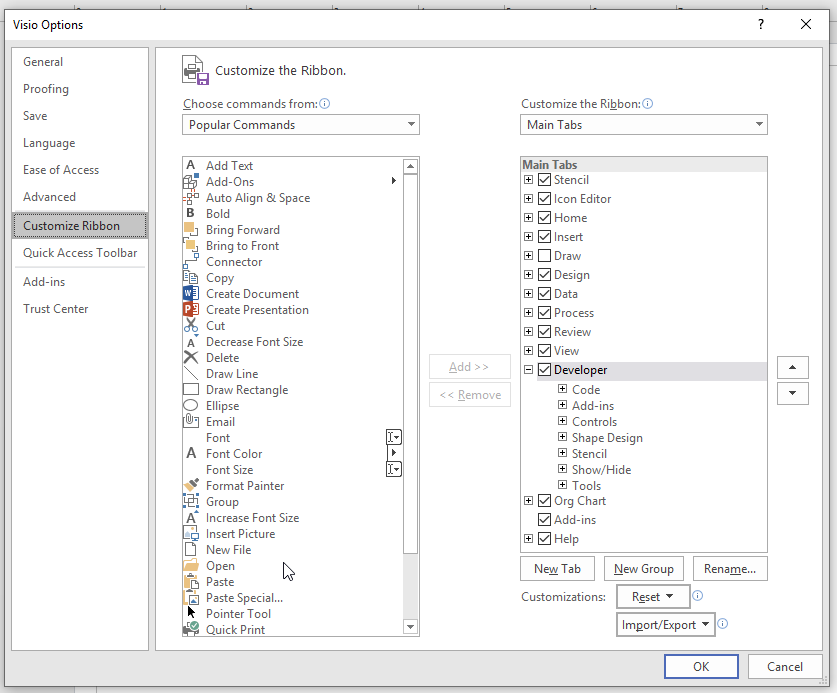 Visio Options
?
General
Proofing
Save
Language
Ease of Access
Advanced
Customize Ribbon
Quick Access Toolbar
Add-ins
Trust Center
Customize the Ribbon.
Choose commands from:
Popular Commands
Add Text
Add-Ons
Auto Align & Space
Bold
Bring Forward
Bring to Front
Connector
Copy
Create Document
Create Presentation
Cut
Decrease Font Size
Delete
Draw Line
Draw Rectangle
Ellipse
Email
Font
Font Color
Font Size
Format Painter
Group
Increase Font Size
Insert Picture
New File
Open
Paste
Paste Special...
Pointer Tool
Quick Print
Add >>
<< Remove
Customize the Ribbon:
Main Tabs
Main Tabs
Stencil
Icon Editor
Home
Insert
Draw
Design
Data
Process
Review
View
Developer
Code
Add-ins
Controls
Shape Design
Stencil
Show/Hide
Tools
Org Chart
Add-ins
Help
New Tab
New Group
Rename...
Customizations:
Reset
Import/Export
OK
Cancel